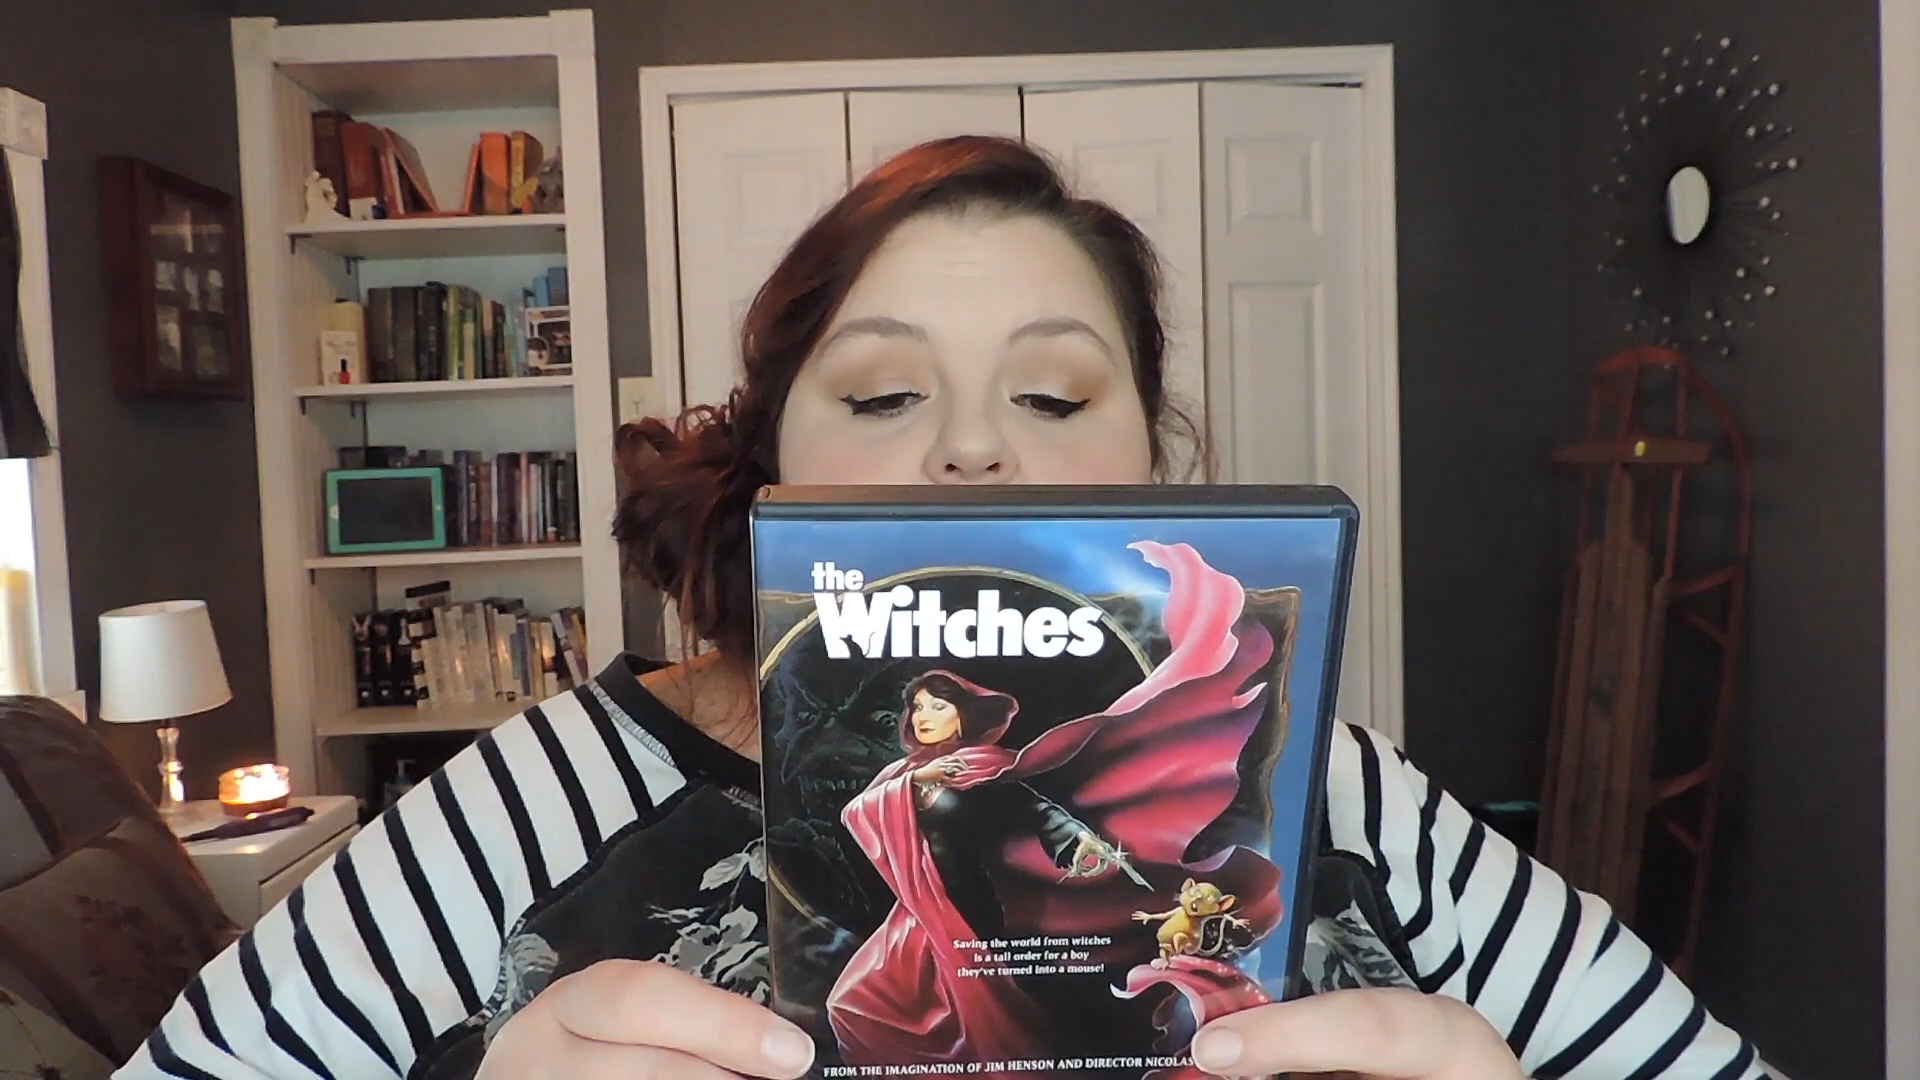 the
Witches
Saving the world from witches
is a tall order for a boy
they've turned into a mouse!
FROM THE IMAGINATION OF JIM HENSON AND DIRECTOR NICOLAS